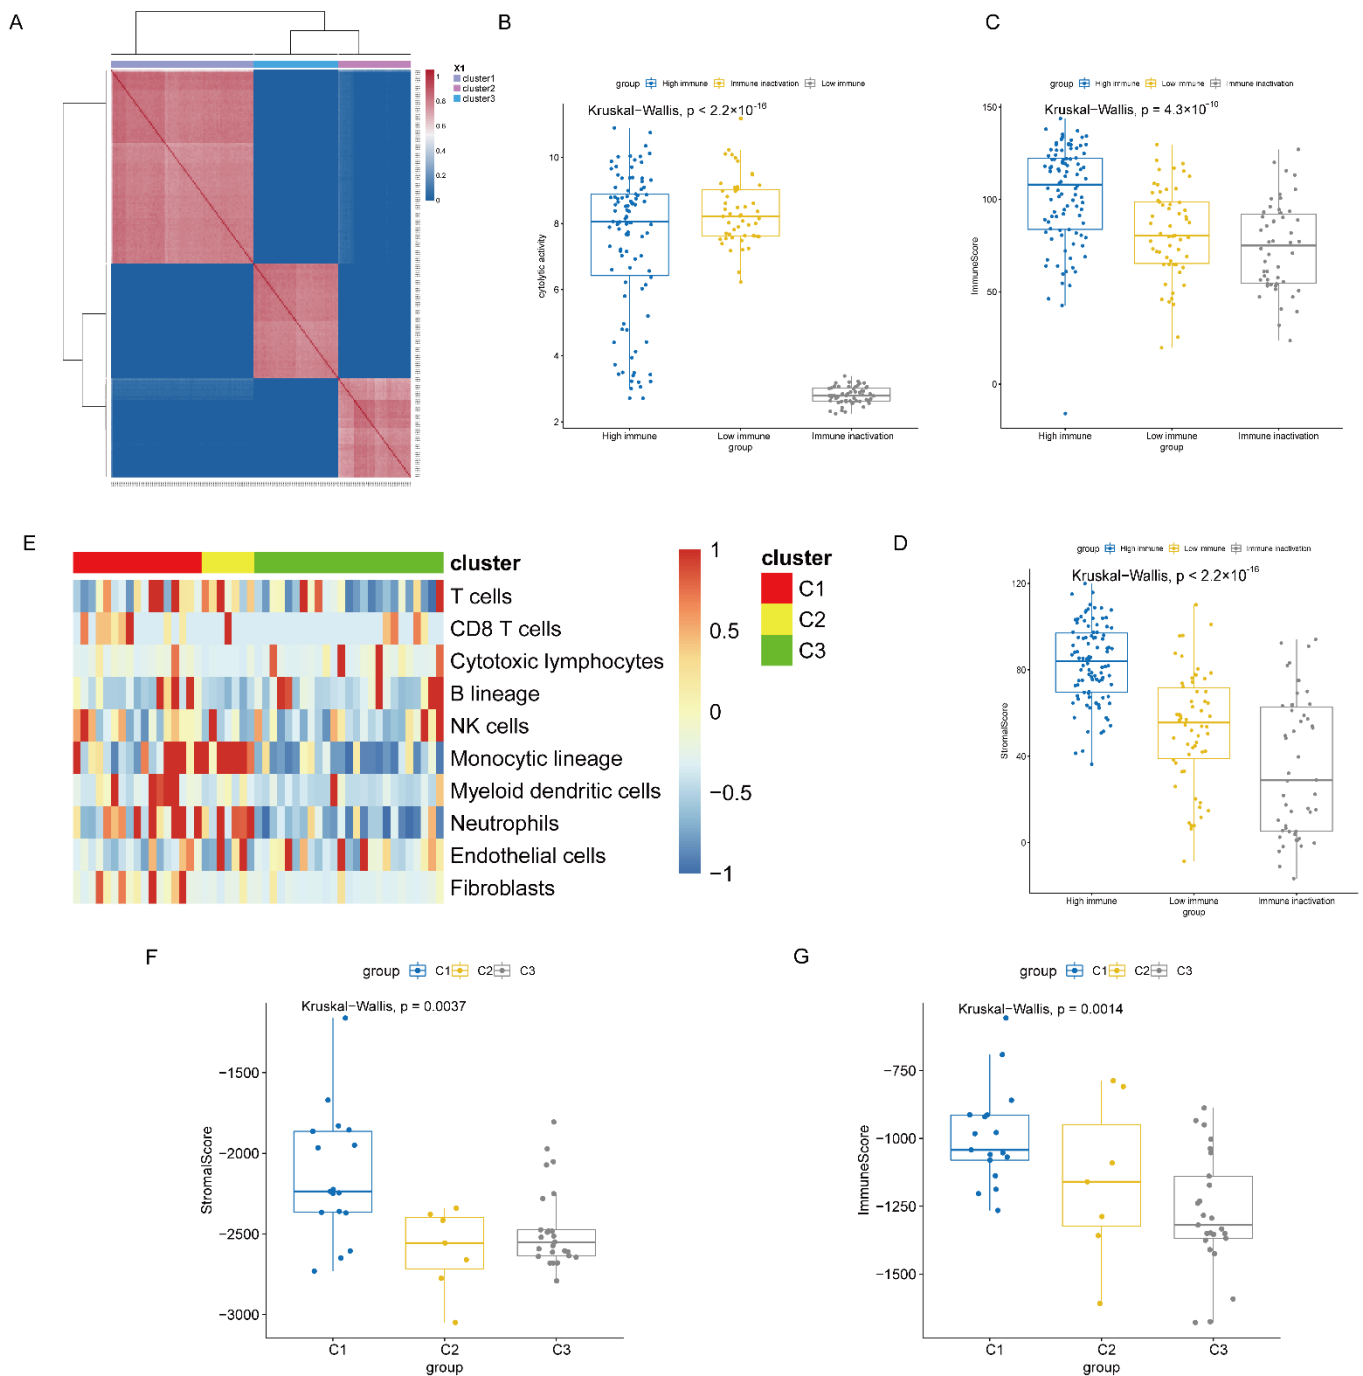 A
X1
cluster1
cluster2
cluster3
1
0.8
0.6
0.4
0.2
0
B
group High immune Immune inactivation Low immune
Kruskal−Wallis, p < 2.2×10⁻¹⁶
cytolytic activity
10
8
6
4
2
High immune Low immune Immune inactivation
group
C
group High immune Low immune Immune inactivation
Kruskal−Wallis, p = 4.3×10⁻¹⁰
ImmuneScore
150
100
50
0
High immune Low immune Immune inactivation
group
E
cluster
T cells
CD8 T cells
Cytotoxic lymphocytes
B lineage
NK cells
Monocytic lineage
Myeloid dendritic cells
Neutrophils
Endothelial cells
Fibroblasts
1
0.5
0
−0.5
−1
cluster
C1
C2
C3
D
group High immune Low immune Immune inactivation
Kruskal−Wallis, p < 2.2×10⁻¹⁶
StromalScore
120
80
40
0
High immune Low immune Immune inactivation
group
F
group C1 C2 C3
Kruskal−Wallis, p = 0.0037
StromalScore
−1500
−2000
−2500
−3000
C1 C2 C3
group
G
group C1 C2 C3
Kruskal−Wallis, p = 0.0014
ImmuneScore
−750
−1000
−1250
−1500
C1 C2 C3
group